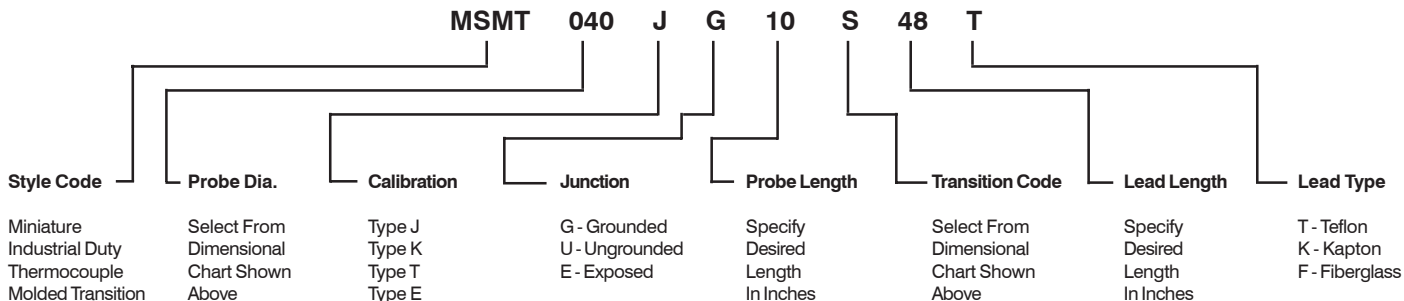 MSMT 040 J G 10 S 48 T
Style Code Probe Dia. Calibration Junction Probe Length Transition Code Lead Length Lead Type
Miniature Select From Type J G - Grounded Specify Select From Specify T - Teflon
Industrial Duty Dimensional Type K U - Ungrounded Desired Dimensional Desired K - Kapton
Thermocouple Chart Shown Type T E - Exposed Length Chart Shown Length F - Fiberglass
Molded Transition Above Type E In Inches Above In Inches